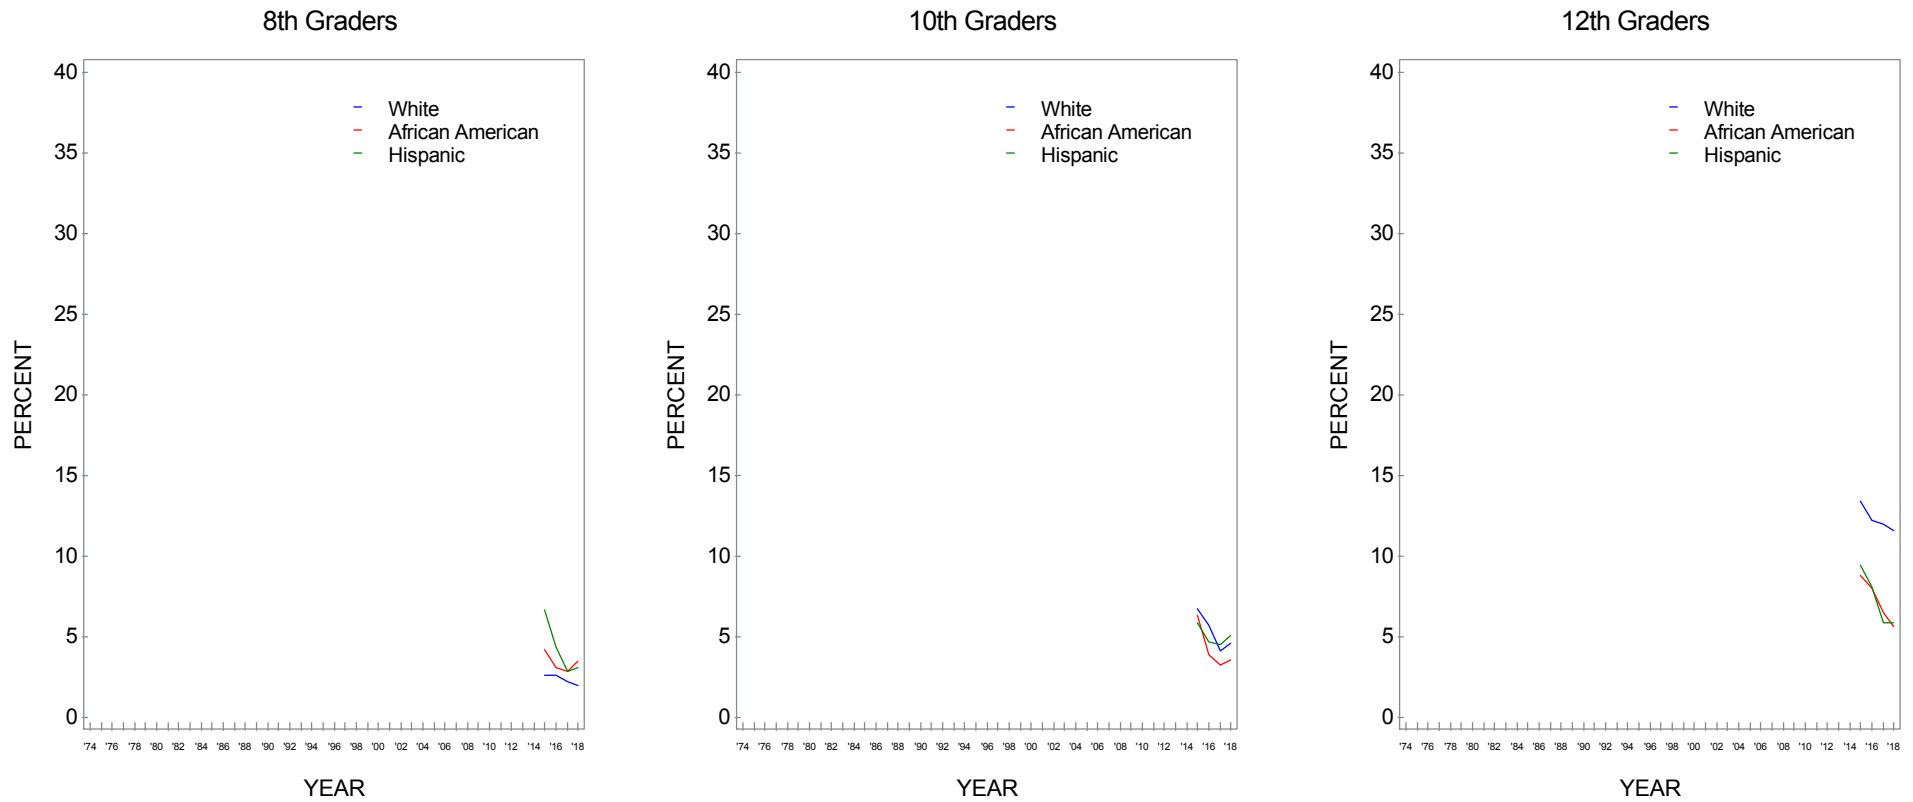 8th Graders
40
35
30
25
20
15
10
5
0
PERCENT
White
African American
Hispanic
'74 '76 '78 '80 '82 '84 '86 '88 '90 '92 '94 '96 '98 '00 '02 '04 '06 '08 '10 '12 '14 '16 '18
YEAR
10th Graders
40
35
30
25
20
15
10
5
0
PERCENT
White
African American
Hispanic
'74 '76 '78 '80 '82 '84 '86 '88 '90 '92 '94 '96 '98 '00 '02 '04 '06 '08 '10 '12 '14 '16 '18
YEAR
12th Graders
40
35
30
25
20
15
10
5
0
PERCENT
White
African American
Hispanic
'74 '76 '78 '80 '82 '84 '86 '88 '90 '92 '94 '96 '98 '00 '02 '04 '06 '08 '10 '12 '14 '16 '18
YEAR